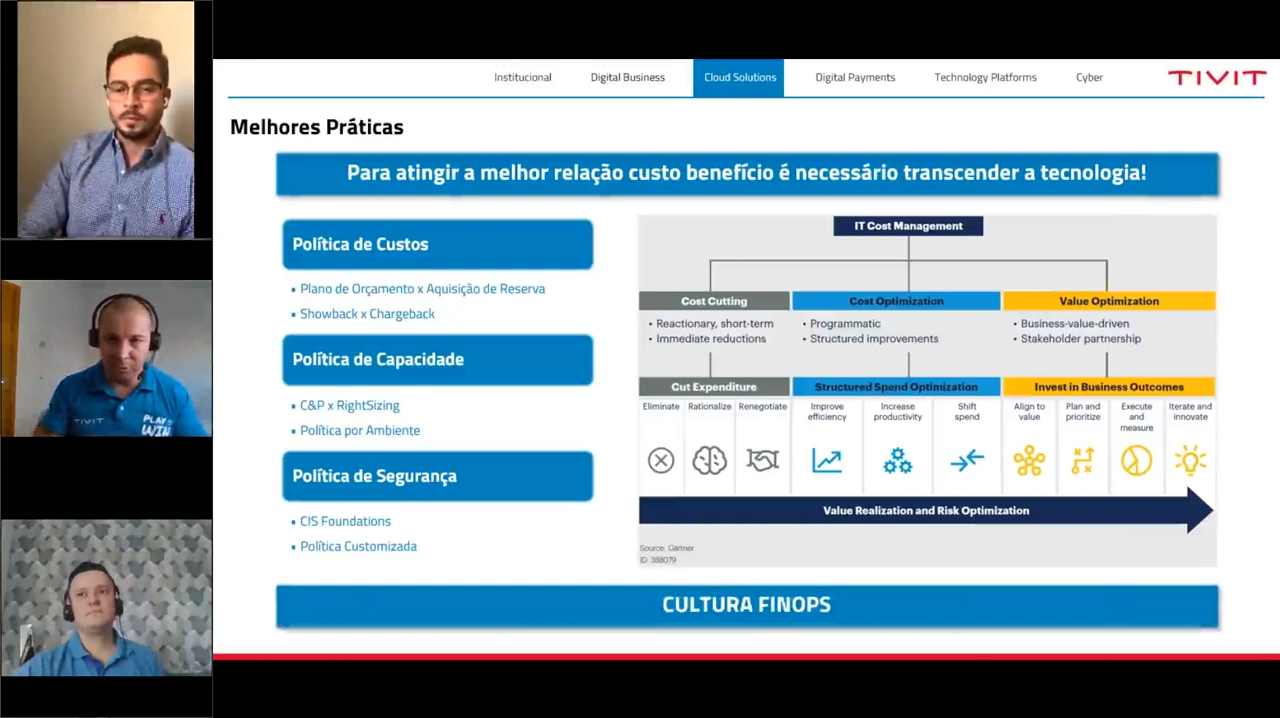 Institucional
Digital Business
Cloud Solutions
Digital Payments
Technology Platforms
Cyber
TIVIT
Melhores Práticas
Para atingir a melhor relação custo benefício é necessário transcender a tecnologia!
Política de Custos
• Plano de Orçamento x Aquisição de Reserva
• Showback x Chargeback
Política de Capacidade
• C&P x RightSizing
• Política por Ambiente
Política de Segurança
• CIS Foundations
• Política Customizada
IT Cost Management
Cost Cutting
• Reactionary, short-term
• Immediate reductions
Cost Optimization
• Programmatic
• Structured improvements
Value Optimization
• Business-value-driven
• Stakeholder partnership
Cut Expenditure
Eliminate
Rationalize
Renegotiate
Structured Spend Optimization
Improve
efficiency
Increase
productivity
Shift
spend
Invest in Business Outcomes
Align to
value
Plan and
prioritize
Execute
and
measure
Iterate and
innovate
Value Realization and Risk Optimization
Source: Gartner
ID: 388079
CULTURA FINOPS
TIVIT
PLAY
WIN